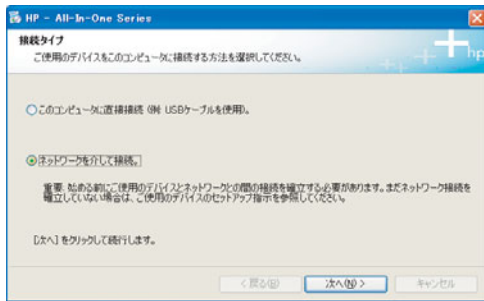 HP - All-In-One Series
接続タイプ
ご使用のデバイスをこのコンピュータに接続する方法を選択してください。
hp
このコンピュータに直接接続 (例 USBケーブルを使用)。
ネットワークを介して接続。
重要: 始める前にご使用のデバイスとネットワークとの間の接続を確立する必要があります。まだネットワーク接続を
確立していない場合は、ご使用のデバイスのセットアップ指示を参照してください。
[次へ] をクリックして続行します。
< 戻る(B)
次へ(N) >
キャンセル